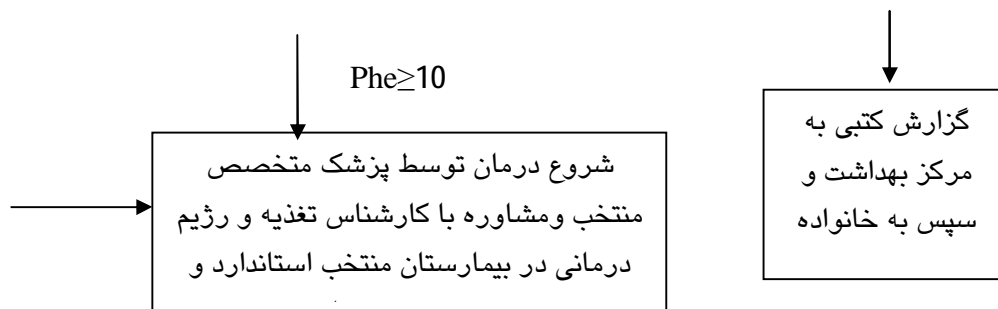 Phe≥10
گزارش کتبی به
مرکز بهداشت و
سپس به خانواده
شروع درمان توسط پزشک متخصص
منتخب ومشاوره با کارشناس تغذیه و رژیم
درمانی در بیمارستان منتخب استاندارد و